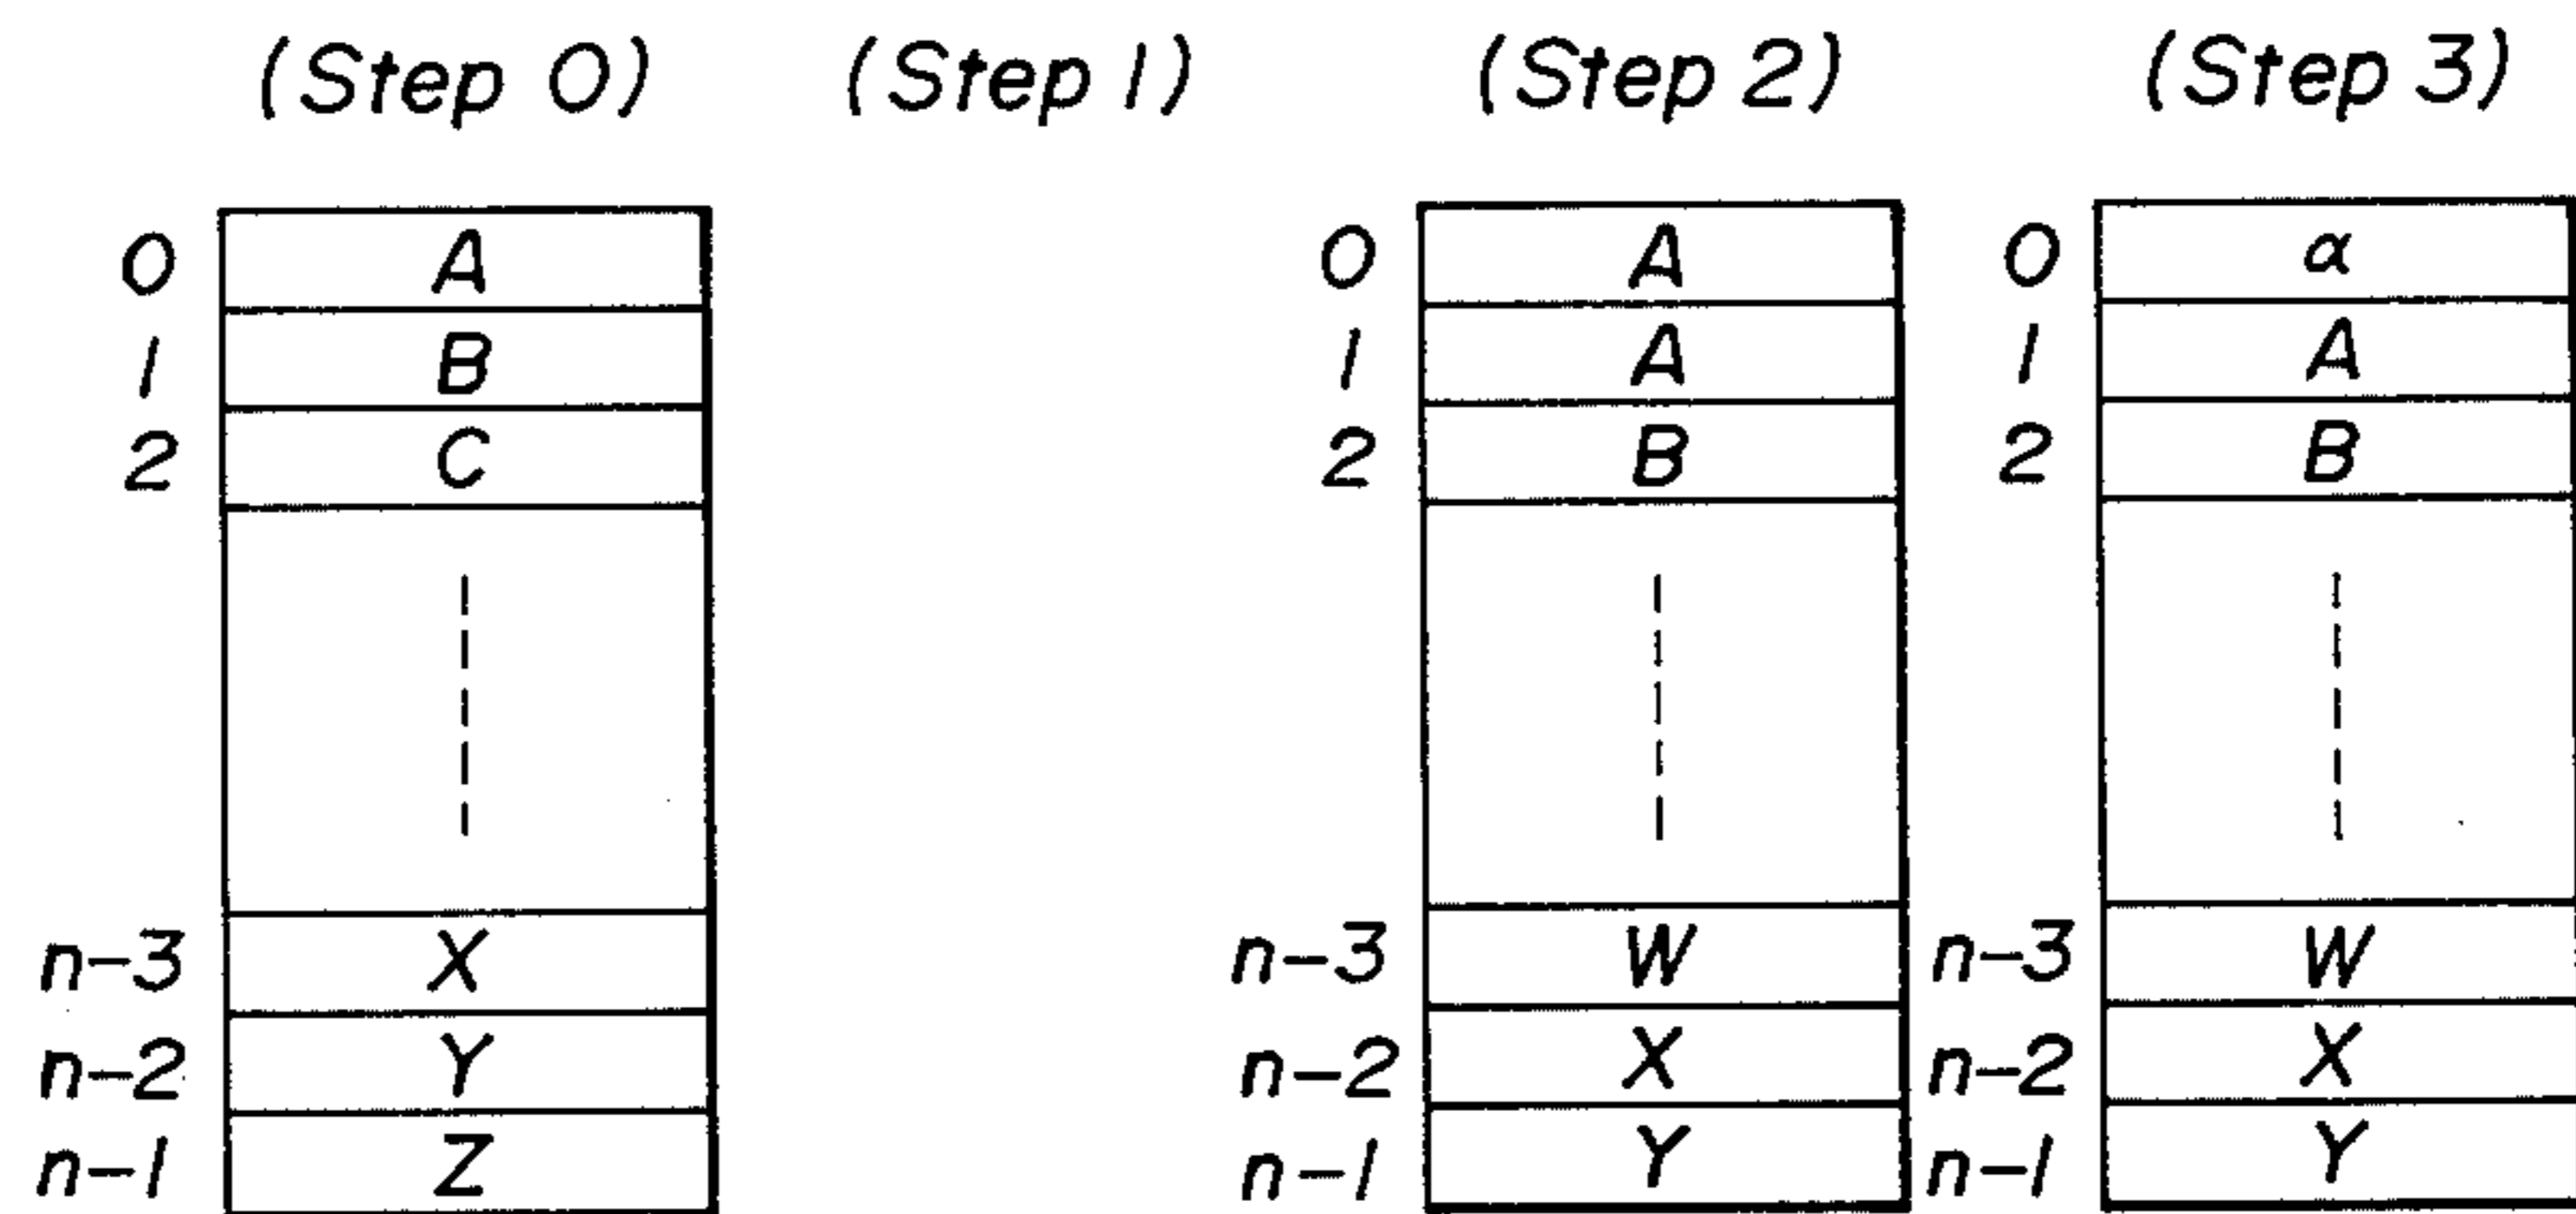 (Step 0) (Step 1) (Step 2) (Step 3)
0 A 0 A 0 α
1 B 1 A 1 A
2 C 2 B 2 B
n-3 X n-3 W n-3 W
n-2 Y n-2 X n-2 X
n-1 Z n-1 Y n-1 Y